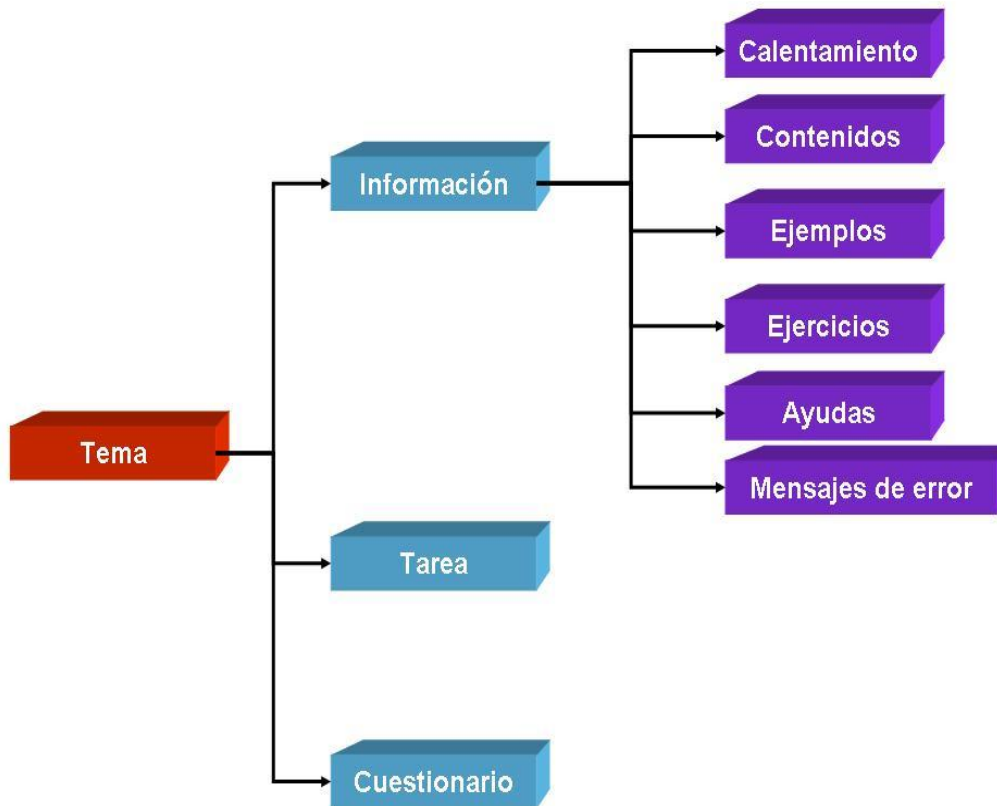 Calentamiento
Contenidos
Información
Ejemplos
Ejercicios
Ayudas
Tema
Mensajes de error
Tarea
Cuestionario